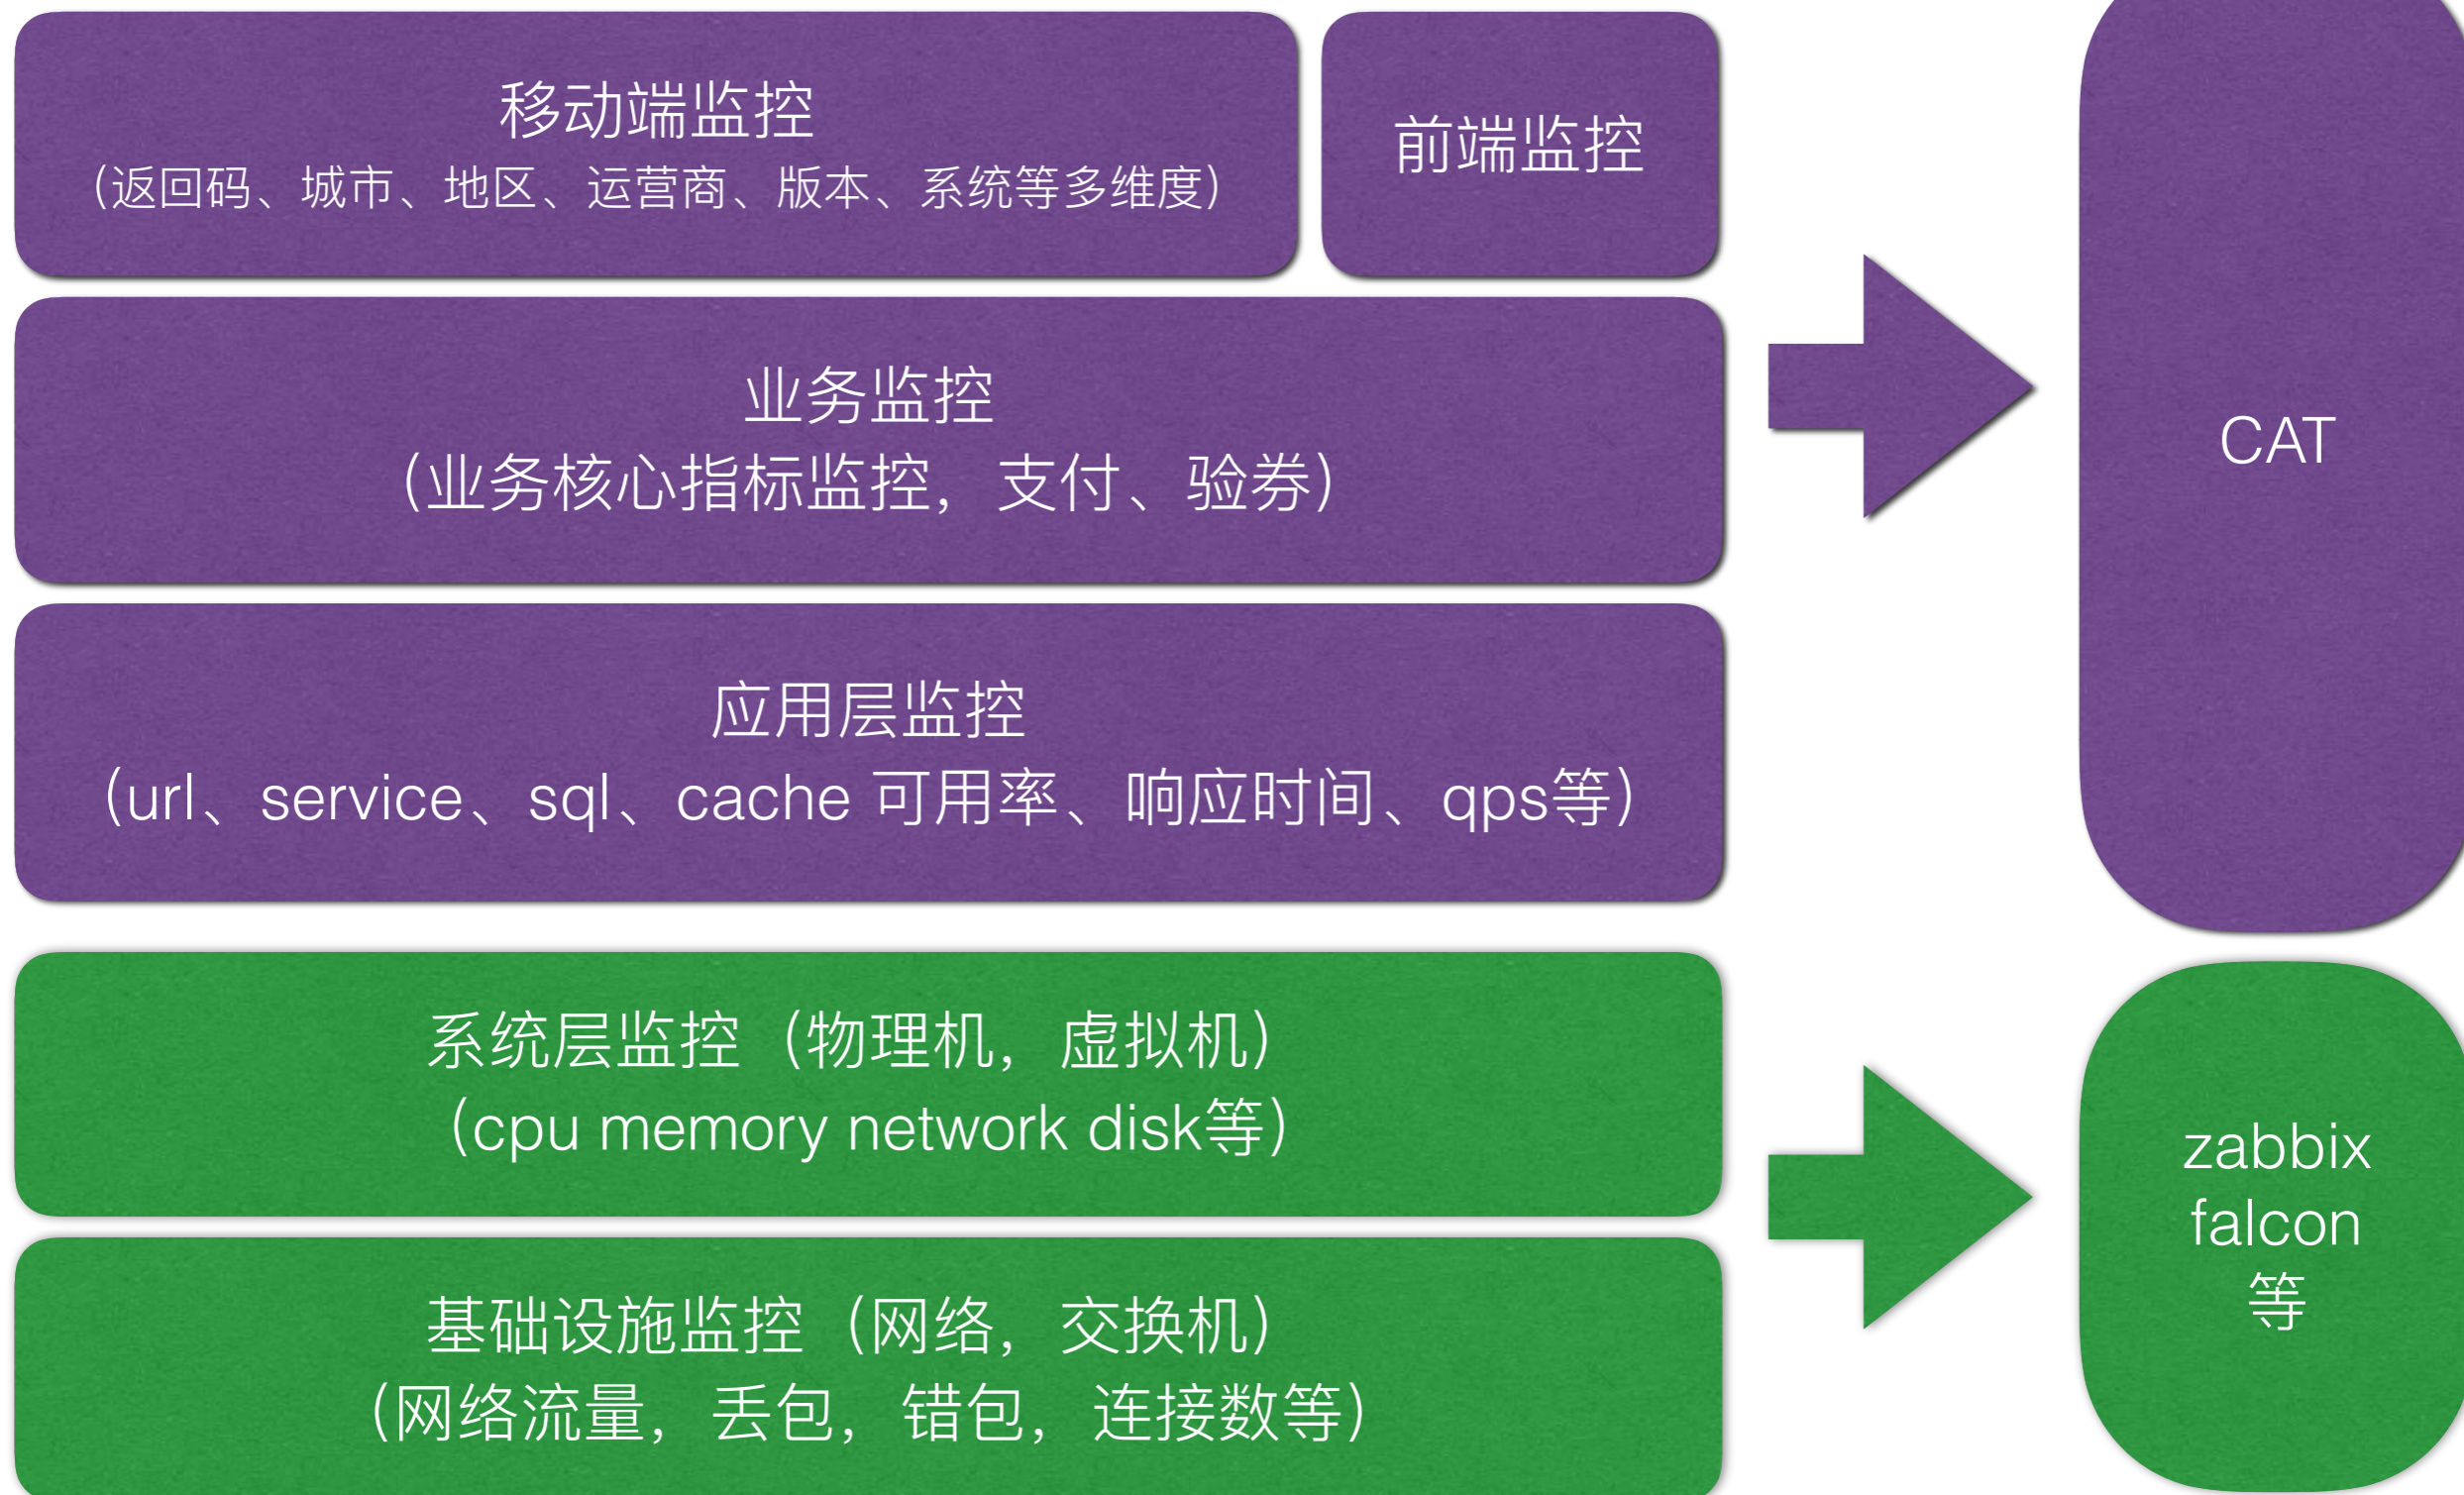 移动端监控
（返回码、城市、地区、运营商、版本、系统等多维度）
前端监控
业务监控
（业务核心指标监控，支付、验券）
应用层监控
（url、service、sql、cache 可用率、响应时间、qps等）
CAT
系统层监控（物理机，虚拟机）
（cpu memory network disk等）
基础设施监控（网络，交换机）
（网络流量，丢包，错包，连接数等）
zabbix
falcon
等